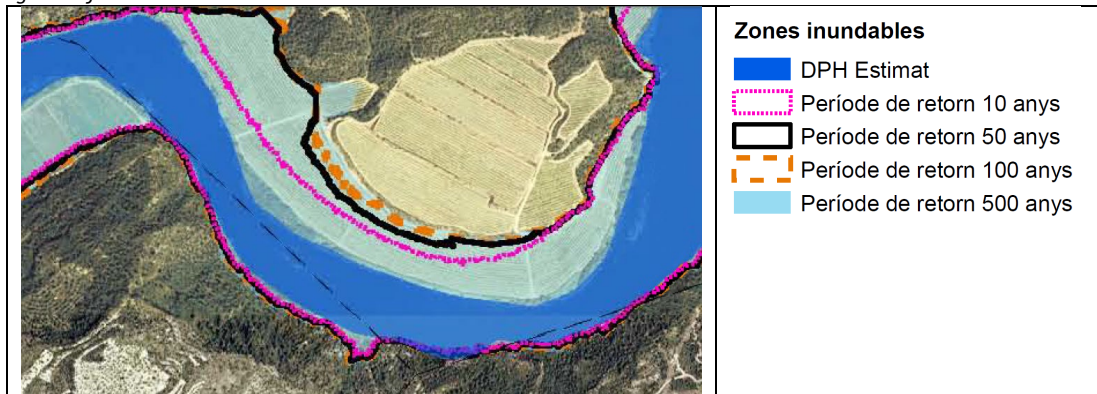 Zones inundables
DPH Estimat
Període de retorn 10 anys
Període de retorn 50 anys
Període de retorn 100 anys
Període de retorn 500 anys